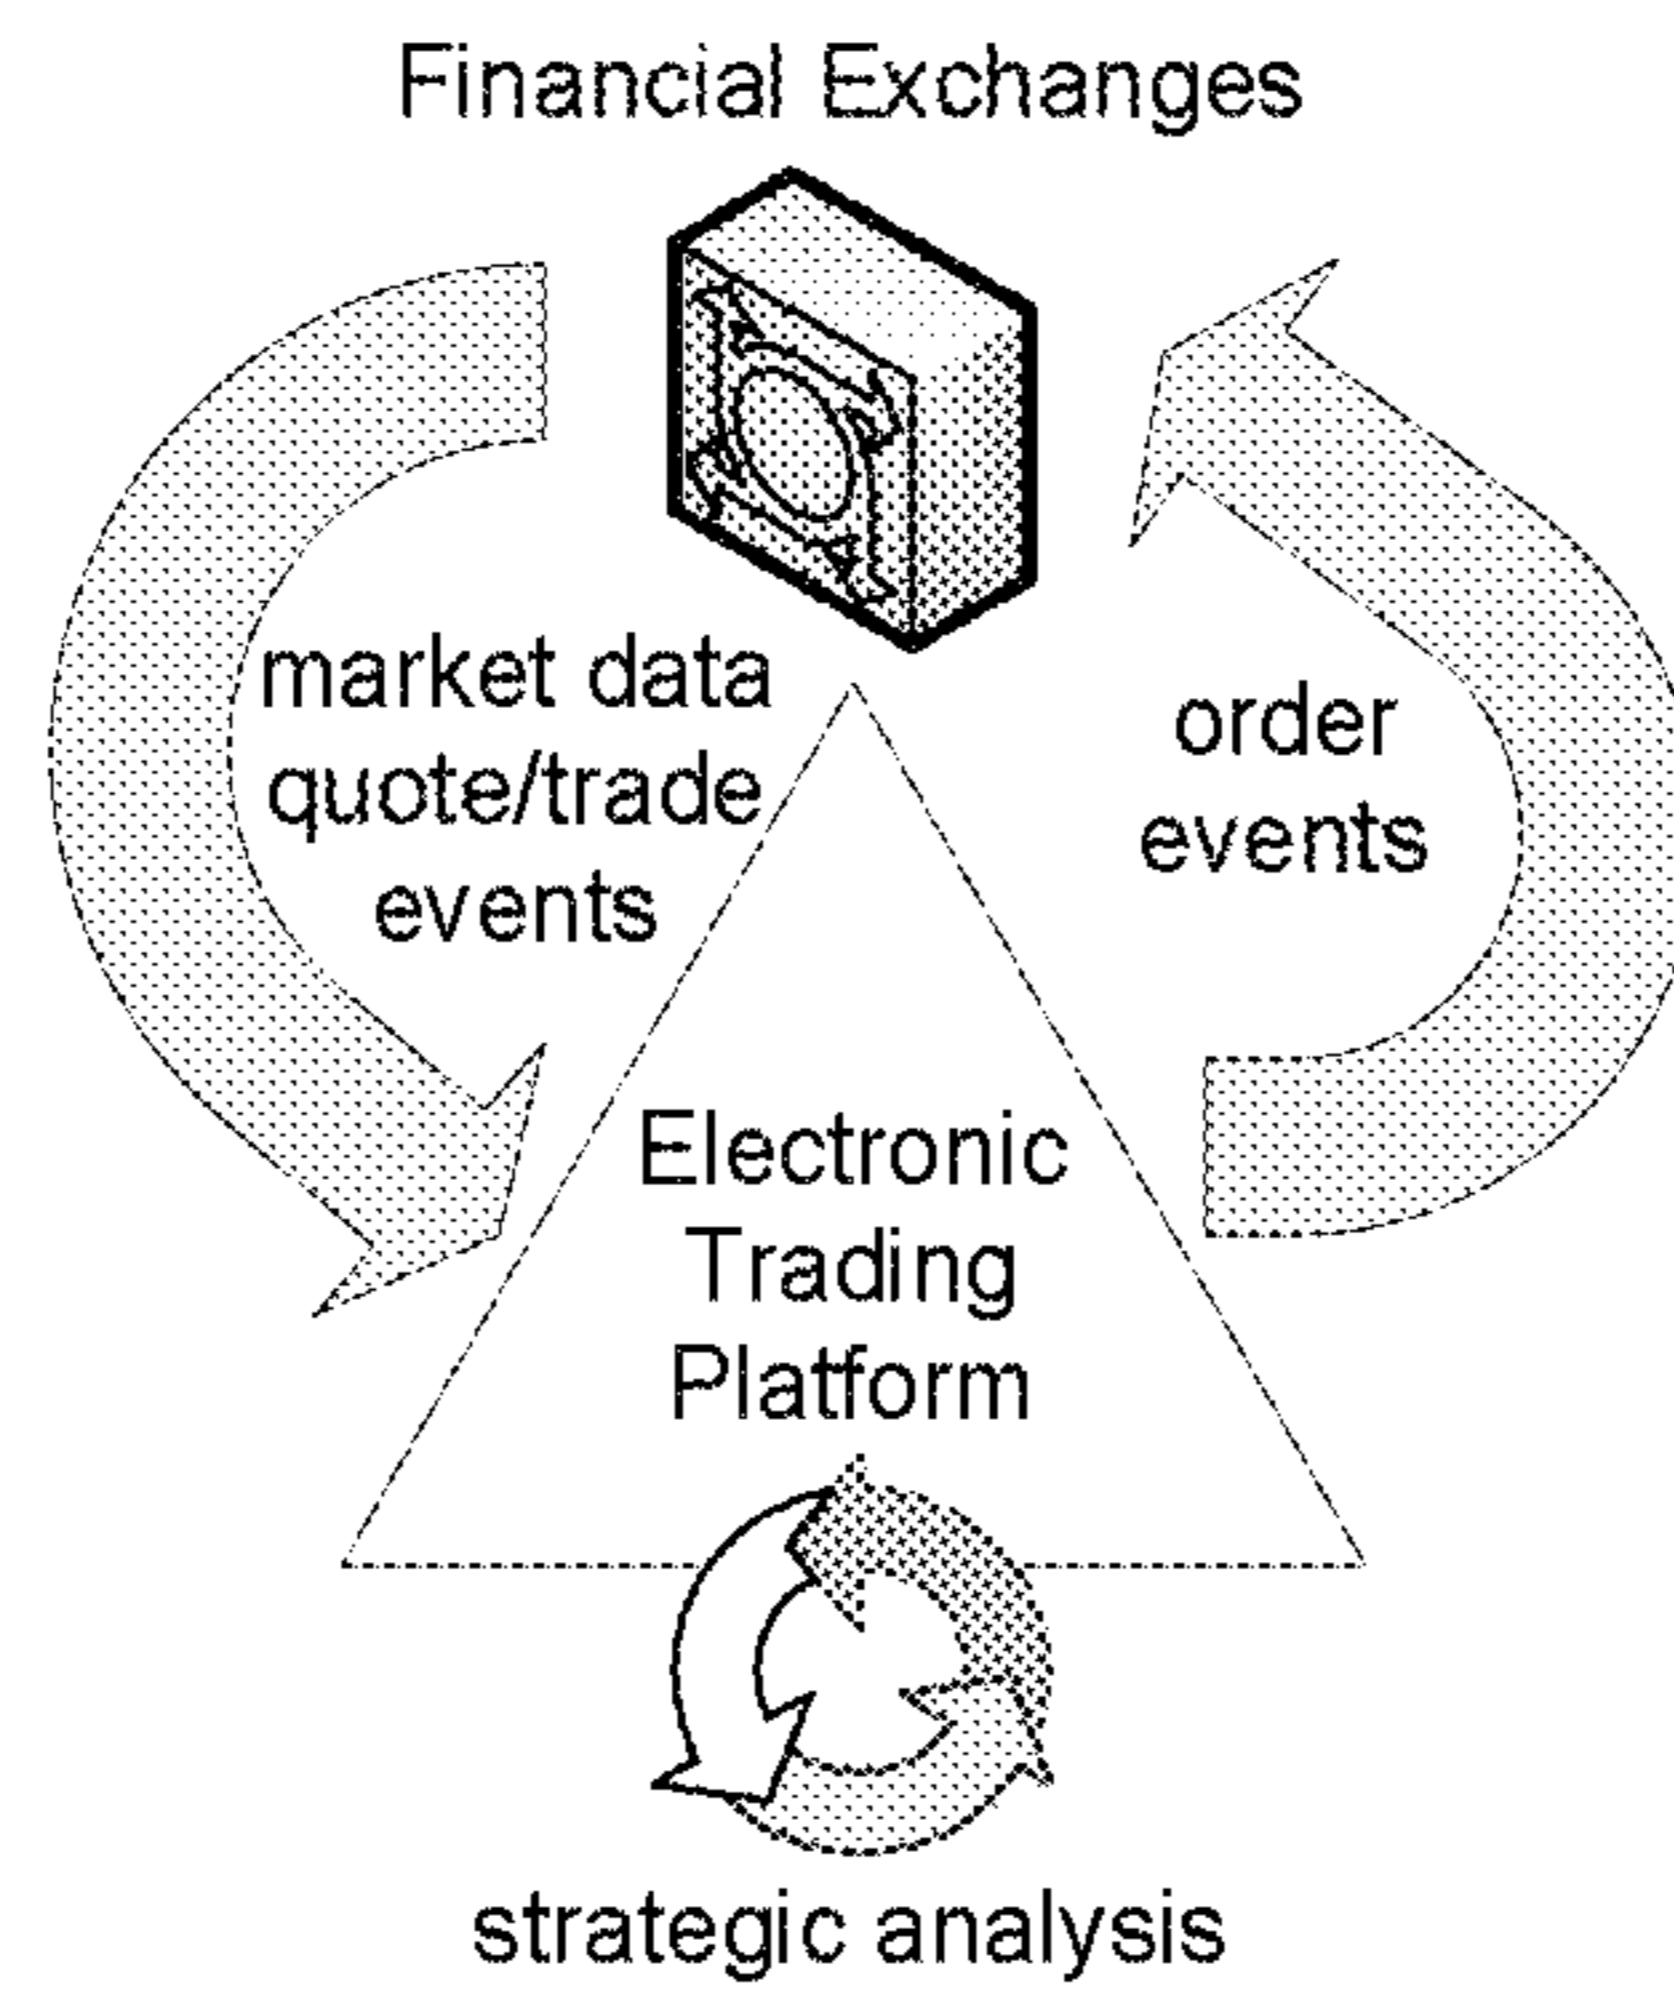 Financial Exchanges
market data
quote/trade
events
order
events
Electronic
Trading
Platform
strategic analysis